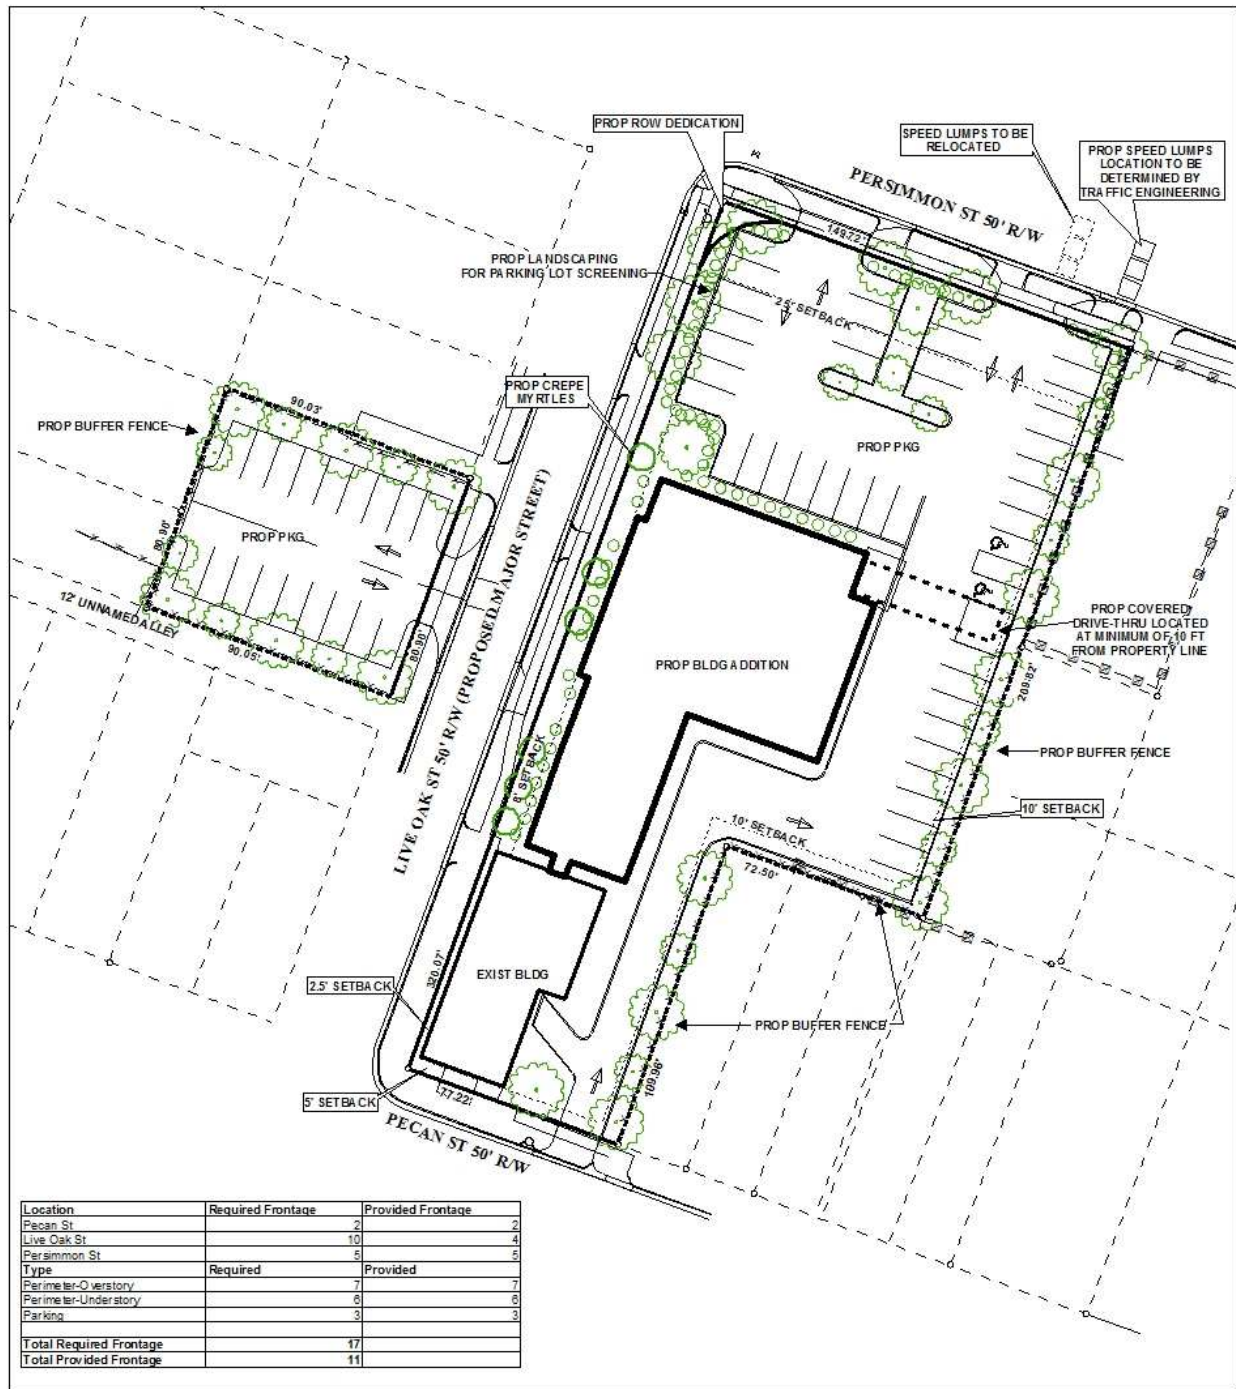 PROP ROW DEDICATION
SPEED LUMPS TO BE
RELOCATED
PROP SPEED LUMPS
LOCATION TO BE
DETERMINED BY
TRAFFIC ENGINEERING
PERSIMMON ST 50' R/W
149.72'
PROP LANDSCAPING
FOR PARKING LOT SCREENING
25' SETBACK
PROP CREPE
MYRTLES
90.03'
PROP BUFFER FENCE
PROP PKG
PROP PKG
80.90'
12' UNNAMED ALLEY
90.05'
80.90'
LIVE OAK ST 50' R/W (PROPOSED MAJOR STREET)
PROP COVERED
DRIVE-THRU LOCATED
AT MINIMUM OF 10 FT
FROM PROPERTY LINE
PROP BLDG ADDITION
209.82'
PROP BUFFER FENCE
8' SETBACK
10' SETBACK
10' SETBACK
72.50'
320.07'
EXIST BLDG
2.5' SETBACK
PROP BUFFER FENCE
109.96'
5' SETBACK
77.22'
PECAN ST 50' R/W
Location Required Frontage Provided Frontage
Pecan St 2 2
Live Oak St 10 4
Persimmon St 5 5
Type Required Provided
Perimeter-Overstory 7 7
Perimeter-Understory 6 6
Parking 3 3
Total Required Frontage 17
Total Provided Frontage 11